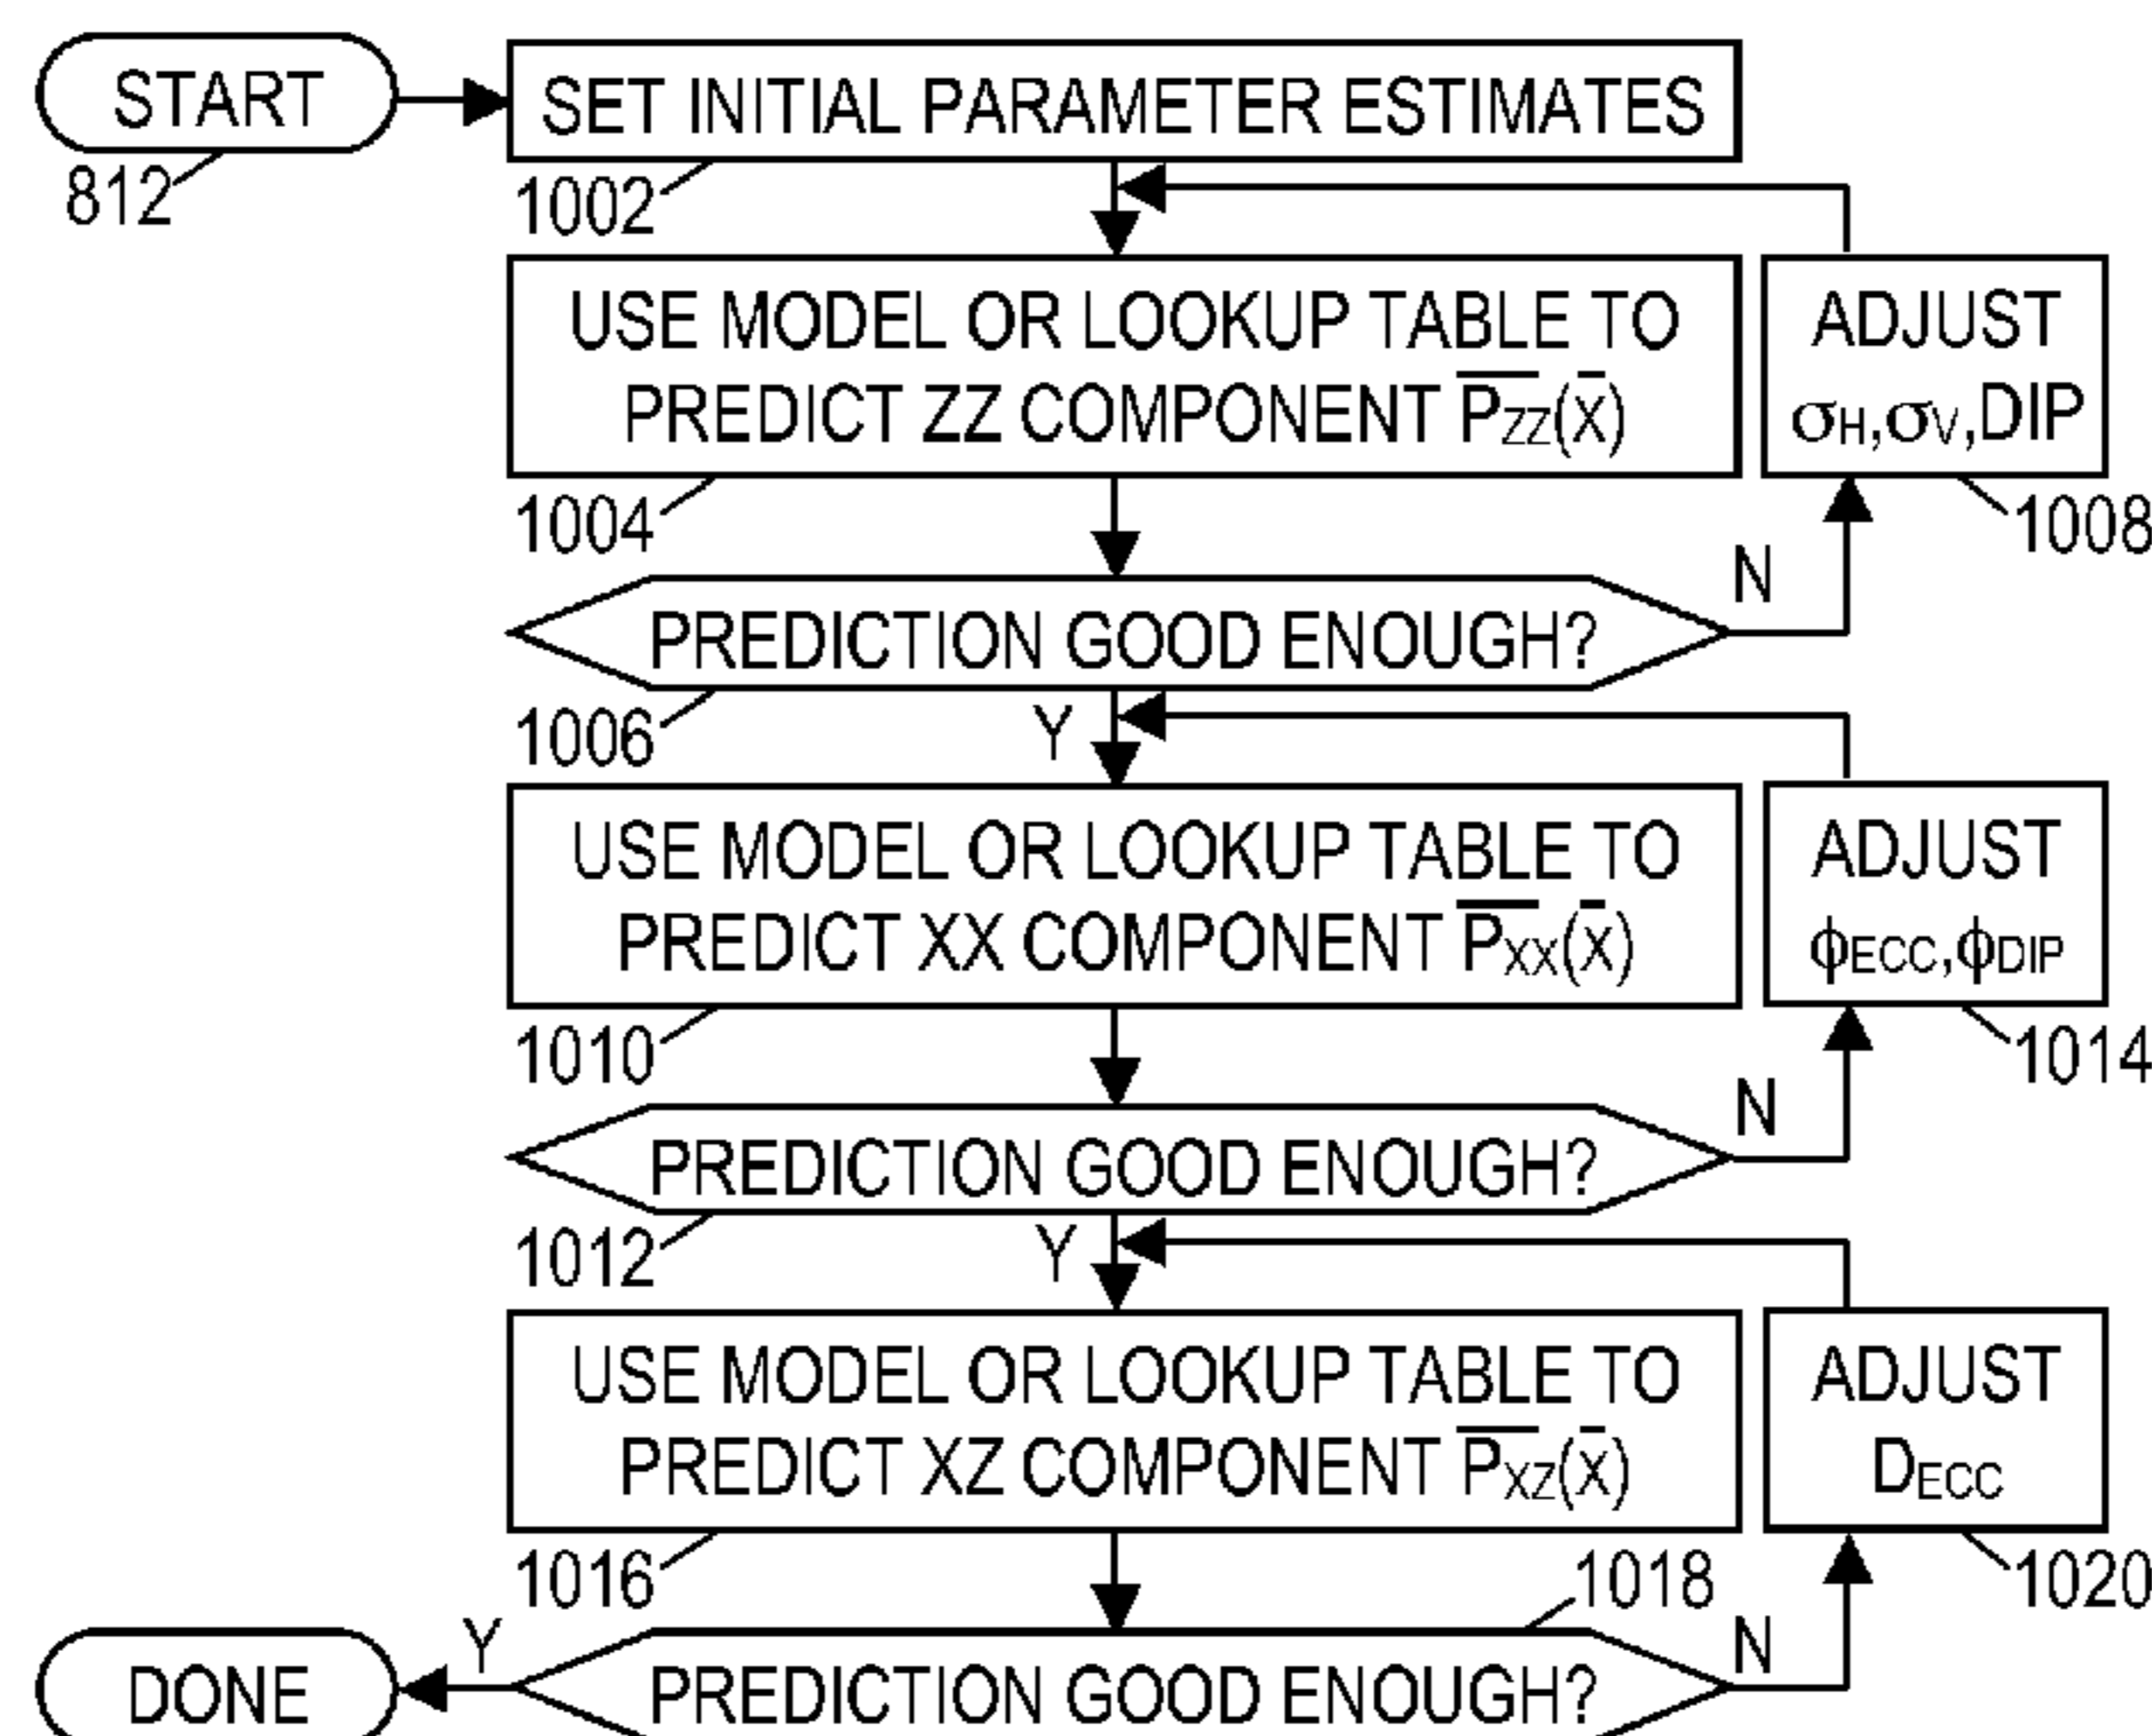 START
812
SET INITIAL PARAMETER ESTIMATES
1002
USE MODEL OR LOOKUP TABLE TO
PREDICT ZZ COMPONENT P̅_ZZ(x̄)
1004
ADJUST
σH,σV,DIP
1008
PREDICTION GOOD ENOUGH?
N
1006
Y
USE MODEL OR LOOKUP TABLE TO
PREDICT XX COMPONENT P̅_XX(x̄)
1010
ADJUST
ϕECC,ϕDIP
1014
PREDICTION GOOD ENOUGH?
N
1012
Y
USE MODEL OR LOOKUP TABLE TO
PREDICT XZ COMPONENT P̅_XZ(x̄)
1016
ADJUST
DECC
1020
1018
PREDICTION GOOD ENOUGH?
N
Y
DONE